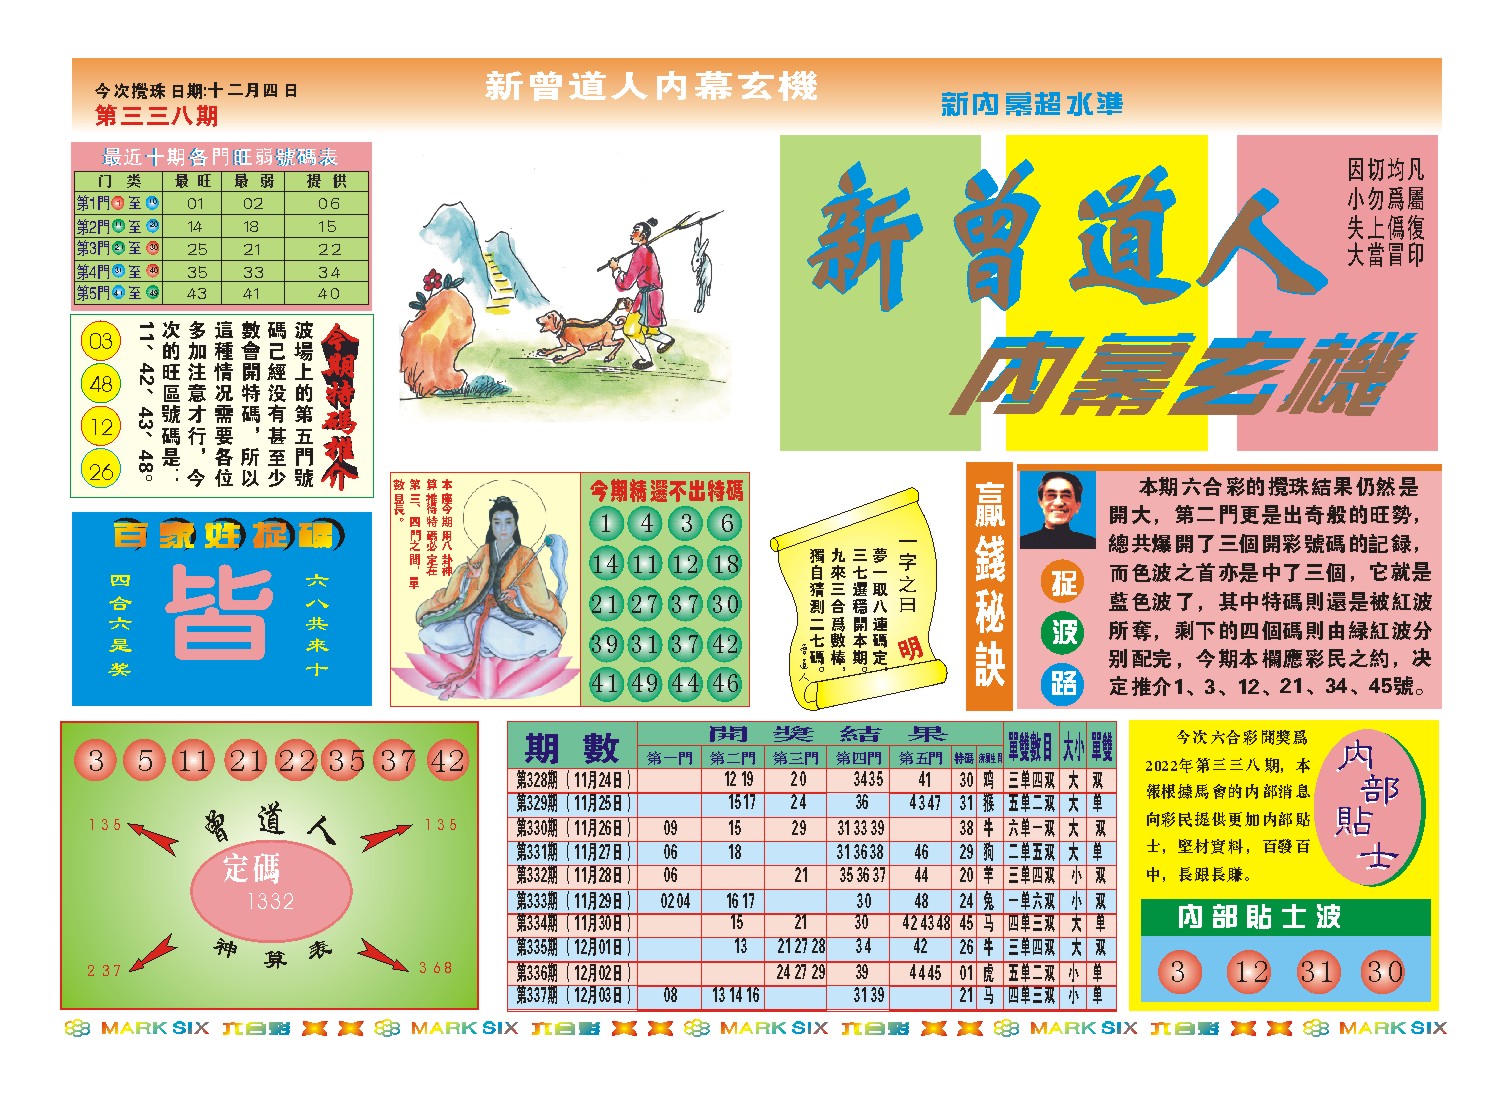 今次攪珠日期:十二月四日
第三三八期
新曾道人内幕玄機
新內幕超水準
最近十期各門旺弱號碼表
门 类 最 旺 最 弱 提 供
第1門 1 至 10 01 02 06
第2門 11 至 20 14 18 15
第3門 21 至 30 25 21 22
第4門 31 至 40 35 33 34
第5門 41 至 49 43 41 40
新曾道人
內幕玄機
凡屬復印
均爲僞冒
切勿上當
因小失大
03
48
12
26
今期特碼推介
波場上的第五門號
碼己經没有甚至少
數會開特碼，所以
這種情况需要各位
多加注意才行，今
次的旺區號碼是：
11、42、43、48。
百家姓捉碼
六八共來十
皆
四合六是奖
本座今期用八卦神
算推得特碼必定在
第三、四門之間，單
數見長。
今期精選不出特碼
1 4 3 6
14 11 12 18
21 27 37 30
39 31 37 42
41 49 44 46
一字之曰
明
夢一取八連碼定，
三七選穩開本期。
九來三合爲數棒，
獨自猜測二七碼。
曾道人
贏錢秘訣
捉
波
路
本期六合彩的攪珠結果仍然是
開大，第二門更是出奇般的旺勢，
總共爆開了三個開彩號碼的記録，
而色波之首亦是中了三個，它就是
藍色波了，其中特碼則還是被紅波
所奪，剩下的四個碼則由緑紅波分
别配完，今期本欄應彩民之約，决
定推介1、3、12、21、34、45號。
3 5 11 21 22 35 37 42
曾道人
135 135
定碼
1332
神算表
237 368
期數 開獎結果 單雙數目 大小 單雙
第一門 第二門 第三門 第四門 第五門 特碼
第328期（11月24日） 12 19 20 34 35 41 30 鸡 三单四双 大 双
第329期（11月25日） 15 17 24 36 43 47 31 猴 五单二双 大 单
第330期（11月26日） 09 15 29 31 33 39 38 牛 六单一双 大 双
第331期（11月27日） 06 18 31 36 38 46 29 狗 二单五双 大 单
第332期（11月28日） 06 21 35 36 37 44 20 羊 三单四双 小 双
第333期（11月29日） 02 04 16 17 30 48 24 兔 一单六双 小 双
第334期（11月30日） 15 21 30 42 43 48 45 马 四单三双 大 单
第335期（12月01日） 13 21 27 28 34 42 26 牛 三单四双 大 双
第336期（12月02日） 24 27 29 39 44 45 01 虎 五单二双 小 单
第337期（12月03日） 08 13 14 16 31 39 21 马 四单三双 小 单
今次六合彩開獎爲
2022年第三三八期，本
報根據馬會的内部消息
向彩民提供更加内部貼
士，堅材實料，百發百
中，長跟長賺。
内部貼士
內部貼士波
3 12 31 30
MARK SIX 六合彩 MARK SIX 六合彩 MARK SIX 六合彩 MARK SIX 六合彩 MARK SIX